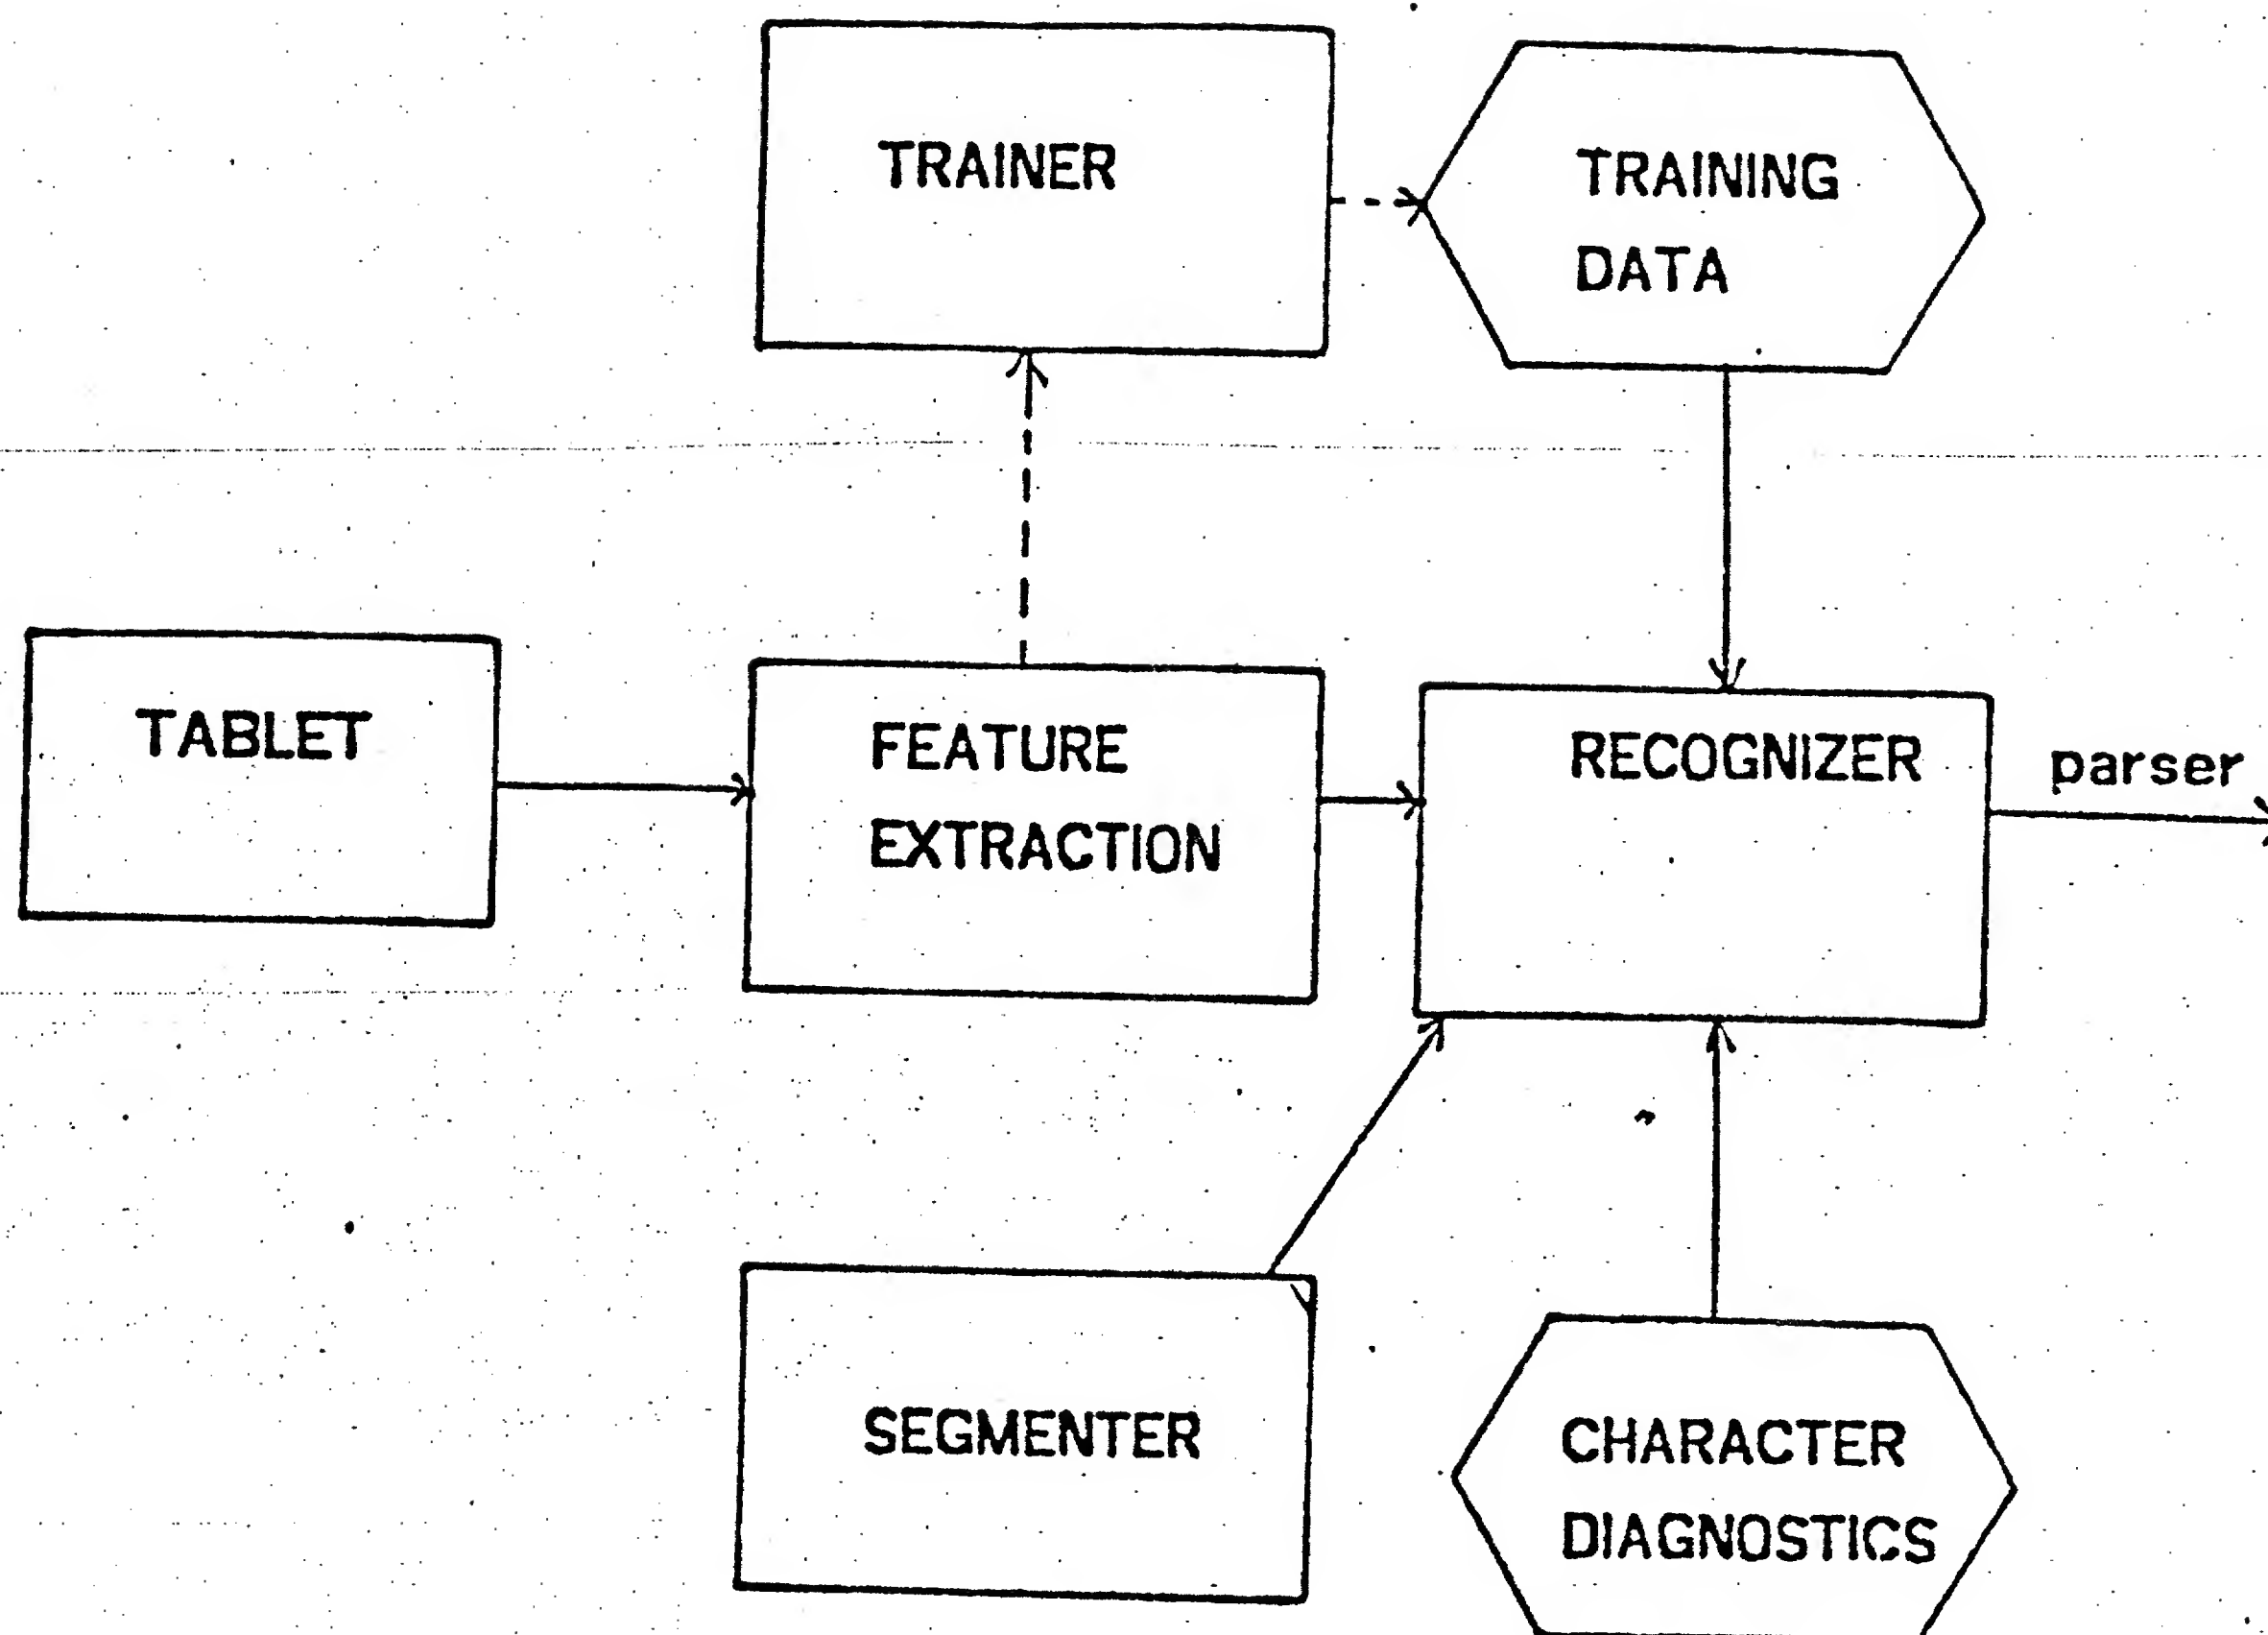 TRAINER
TRAINING
DATA
TABLET
FEATURE
EXTRACTION
RECOGNIZER
parser
SEGMENTER
CHARACTER
DIAGNOSTICS